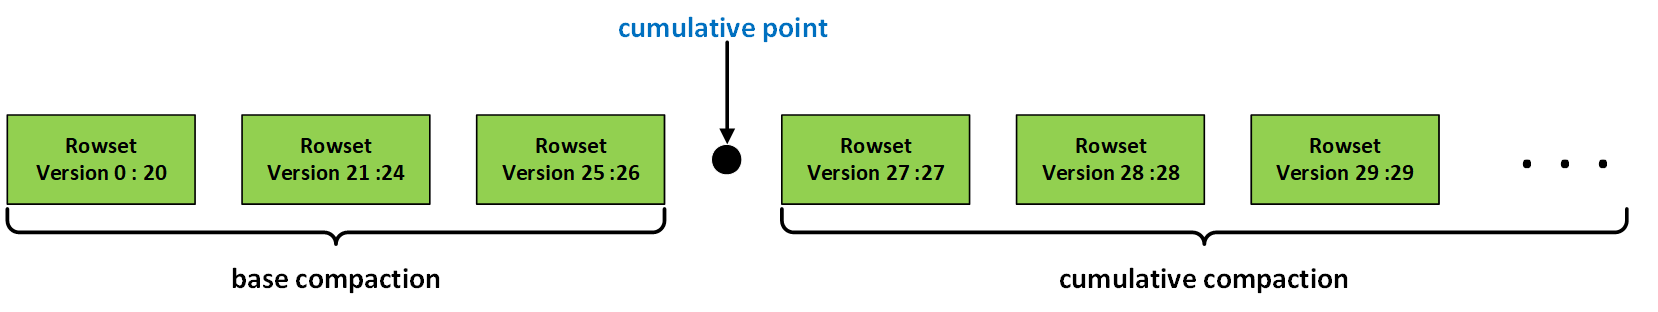 cumulative point
Rowset
Version 0 : 20
Rowset
Version 21 :24
Rowset
Version 25 :26
Rowset
Version 27 :27
Rowset
Version 28 :28
Rowset
Version 29 :29
. . .
base compaction
cumulative compaction